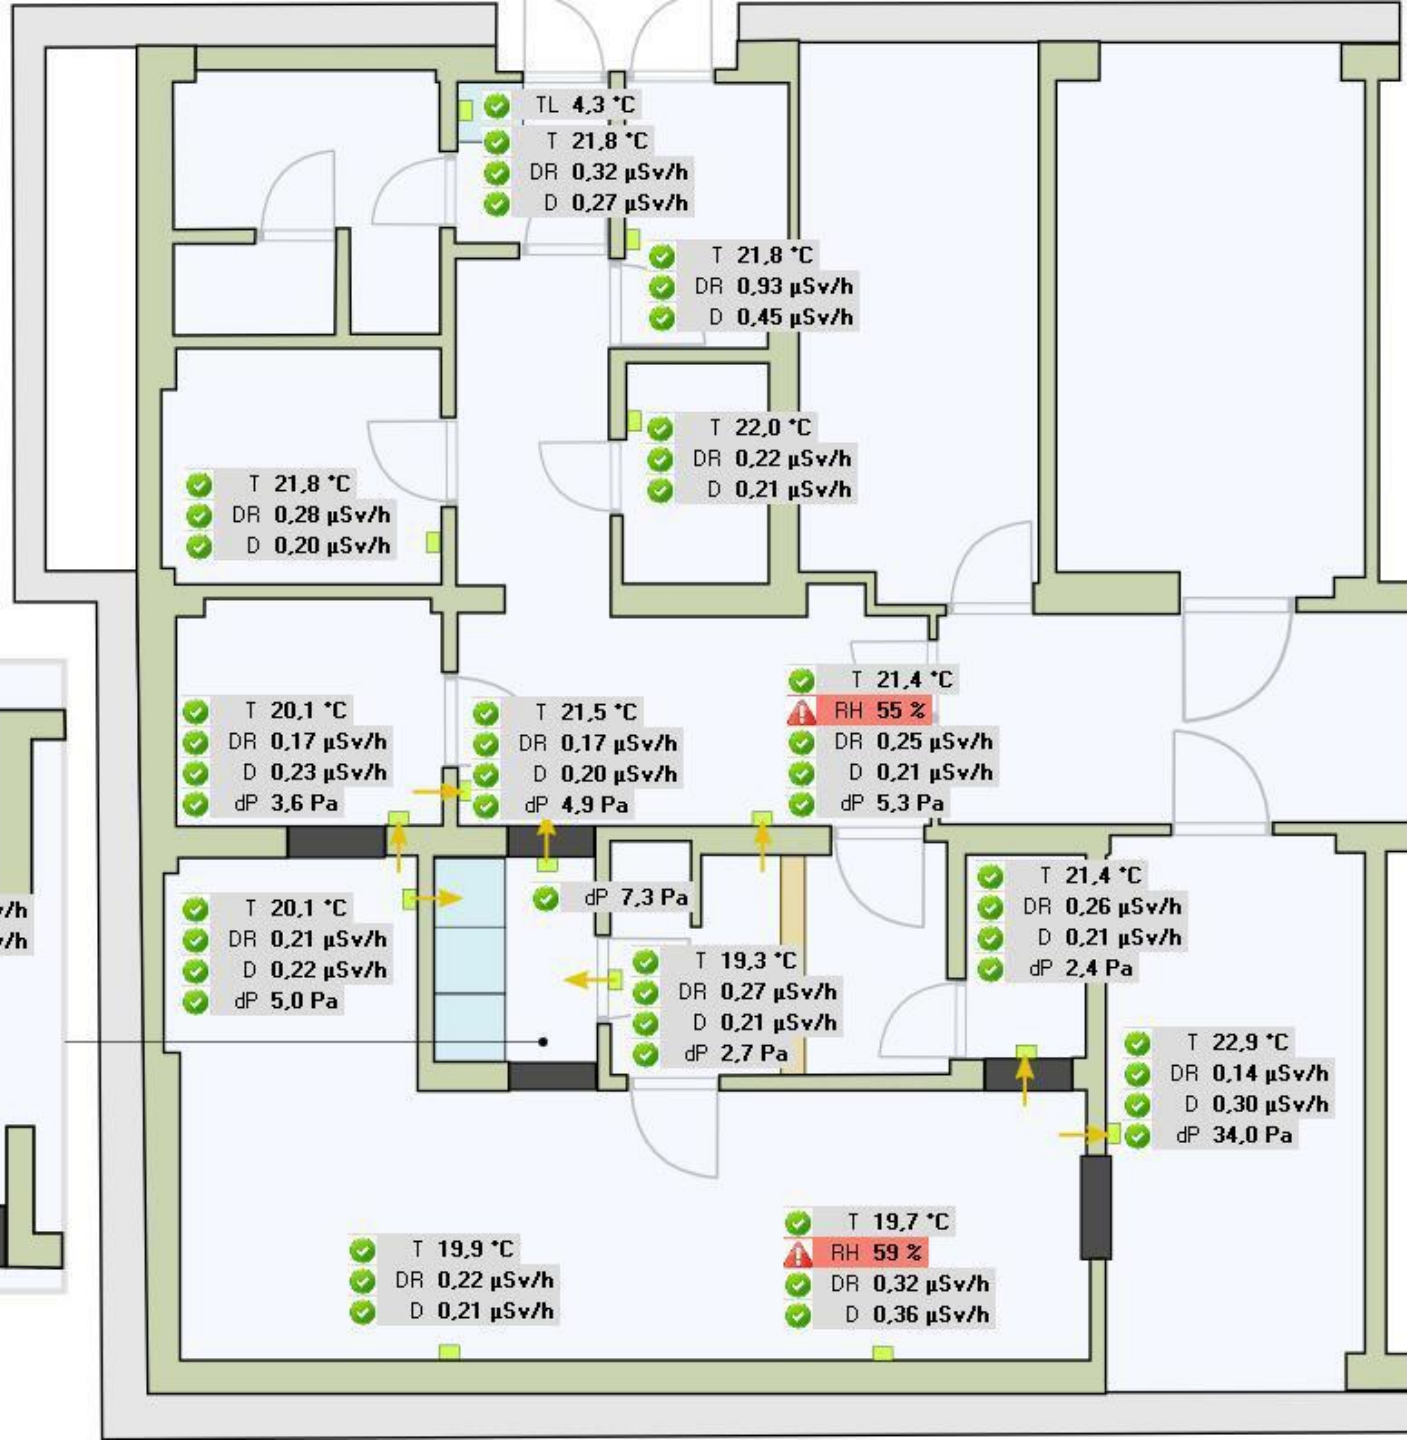 TL 4,3 °C
T 21,8 °C
DR 0,32 µSv/h
D 0,27 µSv/h
T 21,8 °C
DR 0,93 µSv/h
D 0,45 µSv/h
T 22,0 °C
DR 0,22 µSv/h
D 0,21 µSv/h
T 21,8 °C
DR 0,28 µSv/h
D 0,20 µSv/h
T 20,1 °C
DR 0,17 µSv/h
D 0,23 µSv/h
dP 3,6 Pa
T 21,5 °C
DR 0,17 µSv/h
D 0,20 µSv/h
dP 4,9 Pa
T 21,4 °C
RH 55 %
DR 0,25 µSv/h
D 0,21 µSv/h
dP 5,3 Pa
v/h
v/h
T 20,1 °C
DR 0,21 µSv/h
D 0,22 µSv/h
dP 5,0 Pa
dP 7,3 Pa
T 19,3 °C
DR 0,27 µSv/h
D 0,21 µSv/h
dP 2,7 Pa
T 21,4 °C
DR 0,26 µSv/h
D 0,21 µSv/h
dP 2,4 Pa
T 22,9 °C
DR 0,14 µSv/h
D 0,30 µSv/h
dP 34,0 Pa
T 19,9 °C
DR 0,22 µSv/h
D 0,21 µSv/h
T 19,7 °C
RH 59 %
DR 0,32 µSv/h
D 0,36 µSv/h